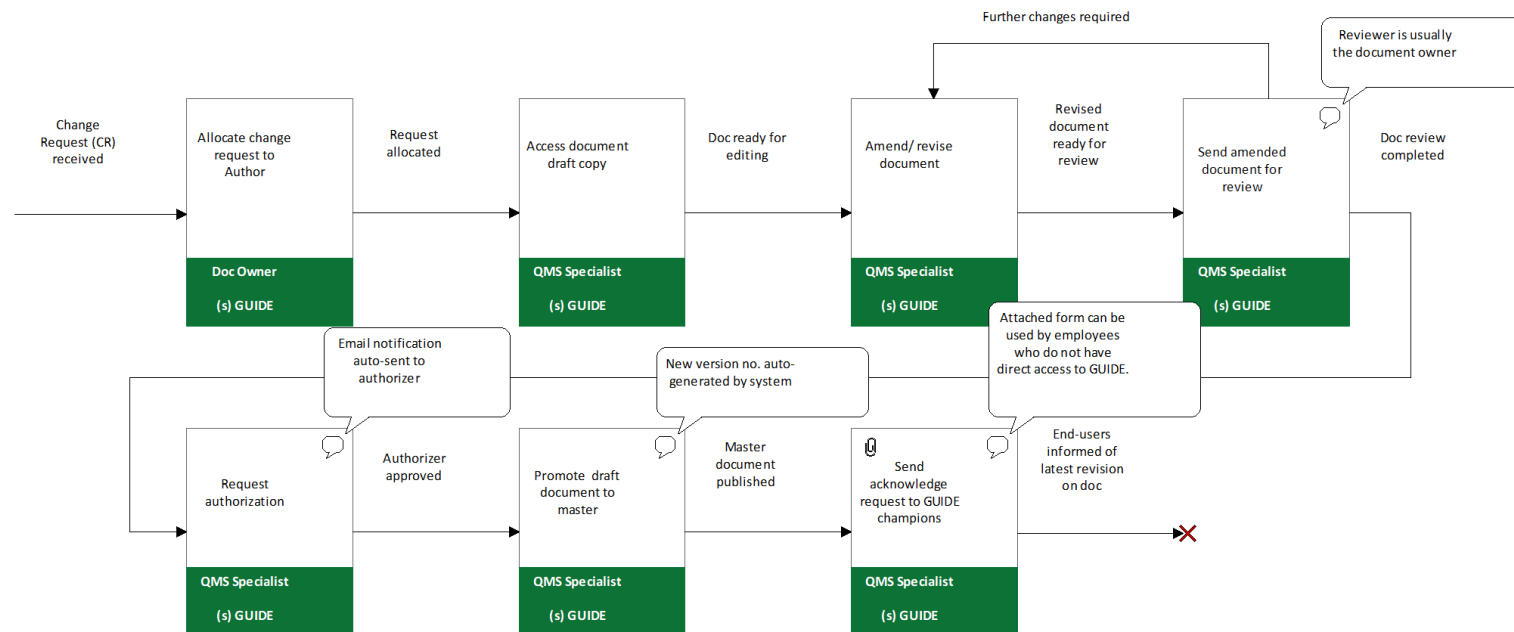 Further changes required
Reviewer is usually
the document owner
Change
Request (CR)
received
Allocate change
request to
Author
Request
allocated
Access document
draft copy
Doc ready for
editing
Amend/ revise
document
Revised
document
ready for
review
Send amended
document for
review
Doc review
completed
Doc Owner
(s) GUIDE
QMS Specialist
(s) GUIDE
QMS Specialist
(s) GUIDE
QMS Specialist
(s) GUIDE
Email notification
auto-sent to
authorizer
New version no. auto-
generated by system
Attached form can be
used by employees
who do not have
direct access to GUIDE.
Request
authorization
Authorizer
approved
Promote draft
document to
master
Master
document
published
Send
acknowledge
request to GUIDE
champions
End-users
informed of
latest revision
on doc
QMS Specialist
(s) GUIDE
QMS Specialist
(s) GUIDE
QMS Specialist
(s) GUIDE